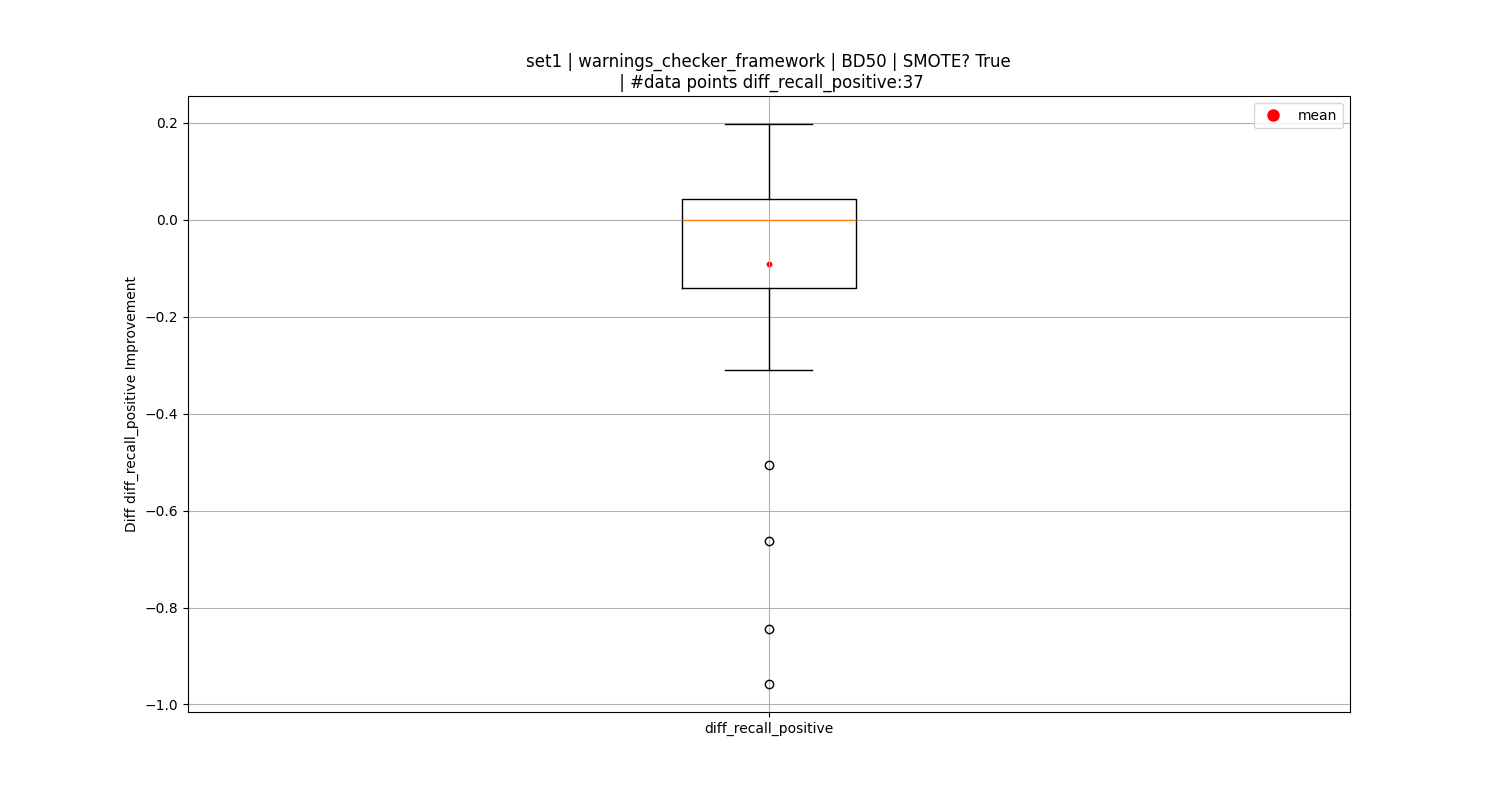 set1 | warnings_checker_framework | BD50 | SMOTE? True
| #data points diff_recall_positive:37
mean
0.2
0.0
−0.2
−0.4
−0.6
−0.8
−1.0
Diff diff_recall_positive Improvement
diff_recall_positive